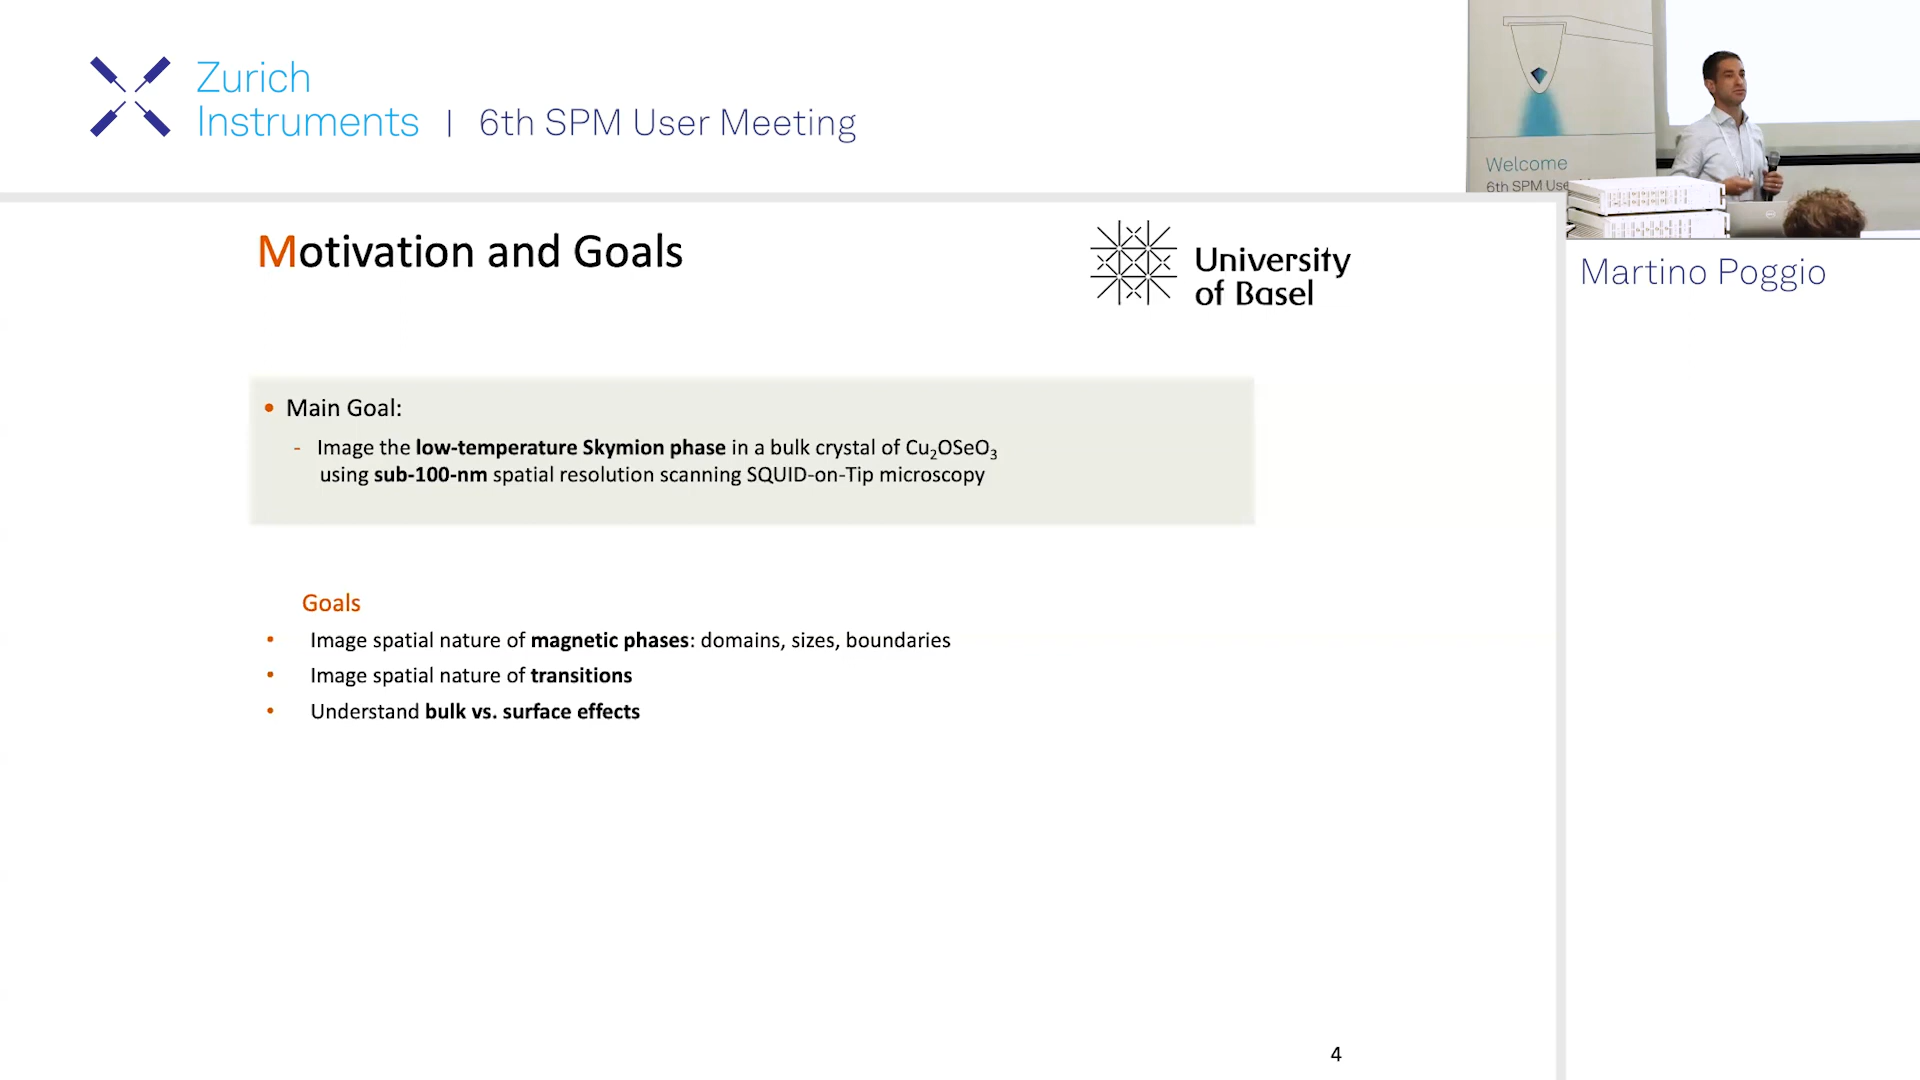 Zurich
Instruments | 6th SPM User Meeting
Welcome
6th SPM Use
Martino Poggio
Motivation and Goals
University
of Basel
• Main Goal:
- Image the low-temperature Skymion phase in a bulk crystal of Cu₂OSeO₃
using sub-100-nm spatial resolution scanning SQUID-on-Tip microscopy
Goals
• Image spatial nature of magnetic phases: domains, sizes, boundaries
• Image spatial nature of transitions
• Understand bulk vs. surface effects
4